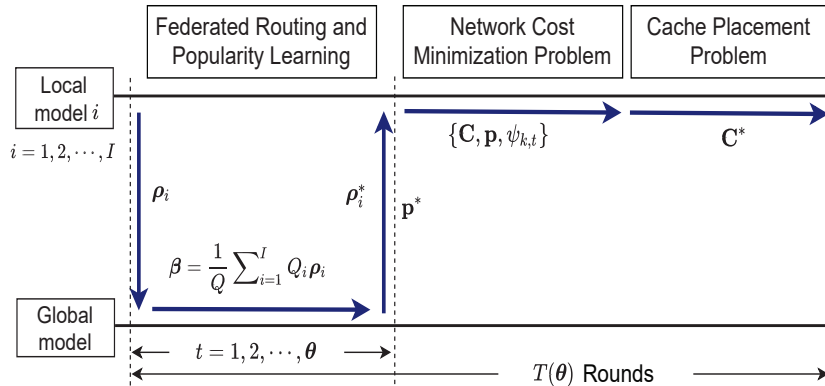 Federated Routing and
Popularity Learning
Network Cost
Minimization Problem
Cache Placement
Problem
Local
model i
i = 1, 2, ⋯, I
{C, p, ψ_{k,t}}
C*
ρ_i
ρ_i^*
p*
β = \frac{1}{Q} ∑_{i=1}^{I} Q_i ρ_i
Global
model
t = 1, 2, ⋯, θ
T(θ) Rounds